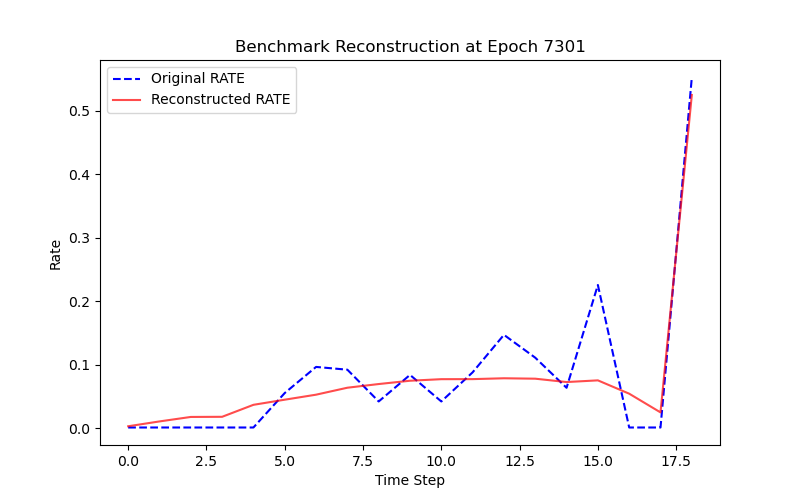 Benchmark Reconstruction at Epoch 7301
Original RATE
Reconstructed RATE
0.5
0.4
0.3
0.2
0.1
0.0
Rate
0.0 2.5 5.0 7.5 10.0 12.5 15.0 17.5
Time Step